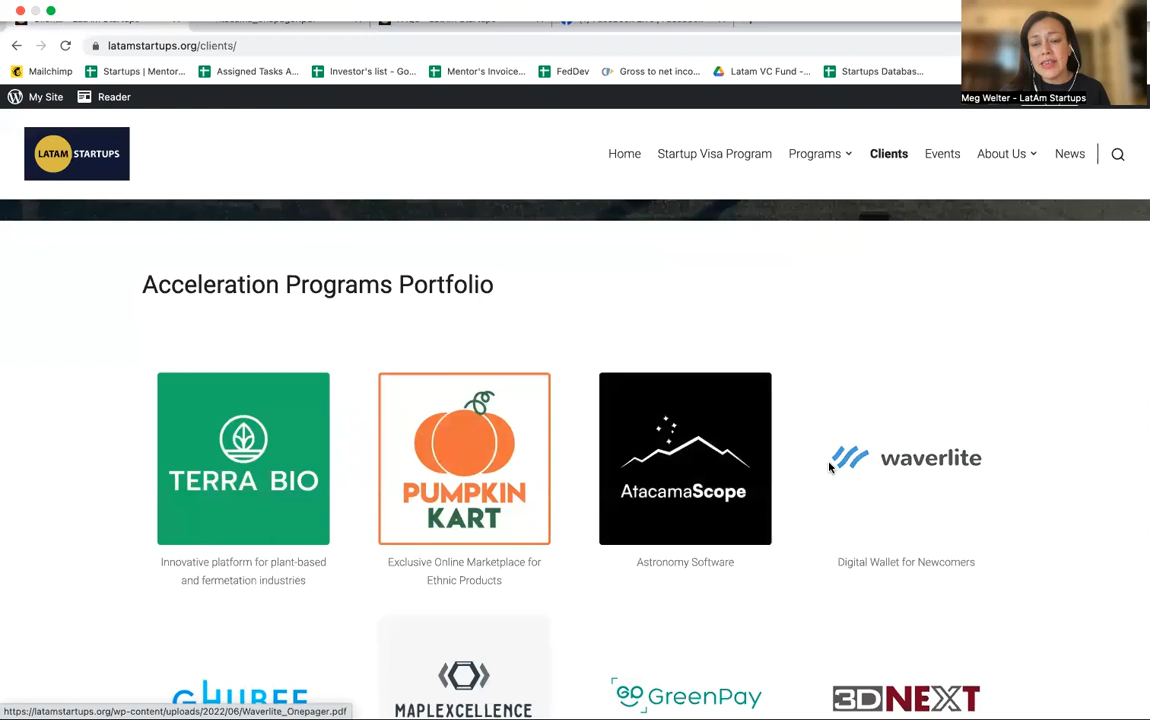 latamstartups.org/clients/
Mailchimp
Startups | Mentor...
Assigned Tasks A...
Investor's list - Go...
Mentor's Invoice...
FedDev
Gross to net inco...
Latam VC Fund -...
Startups Databas...
Meg Welter - LatAm Startups
My Site
Reader
LATAM STARTUPS
Home
Startup Visa Program
Programs
Clients
Events
About Us
News
Acceleration Programs Portfolio
TERRA BIO
PUMPKIN
KART
AtacamaScope
waverlite
Innovative platform for plant-based
and fermetation industries
Exclusive Online Marketplace for
Ethnic Products
Astronomy Software
Digital Wallet for Newcomers
GHUBEE
MAPLEXCELLENCE
GO GreenPay
3DNEXT
https://latamstartups.org/wp-content/uploads/2022/06/Waverlite_Onepager.pdf